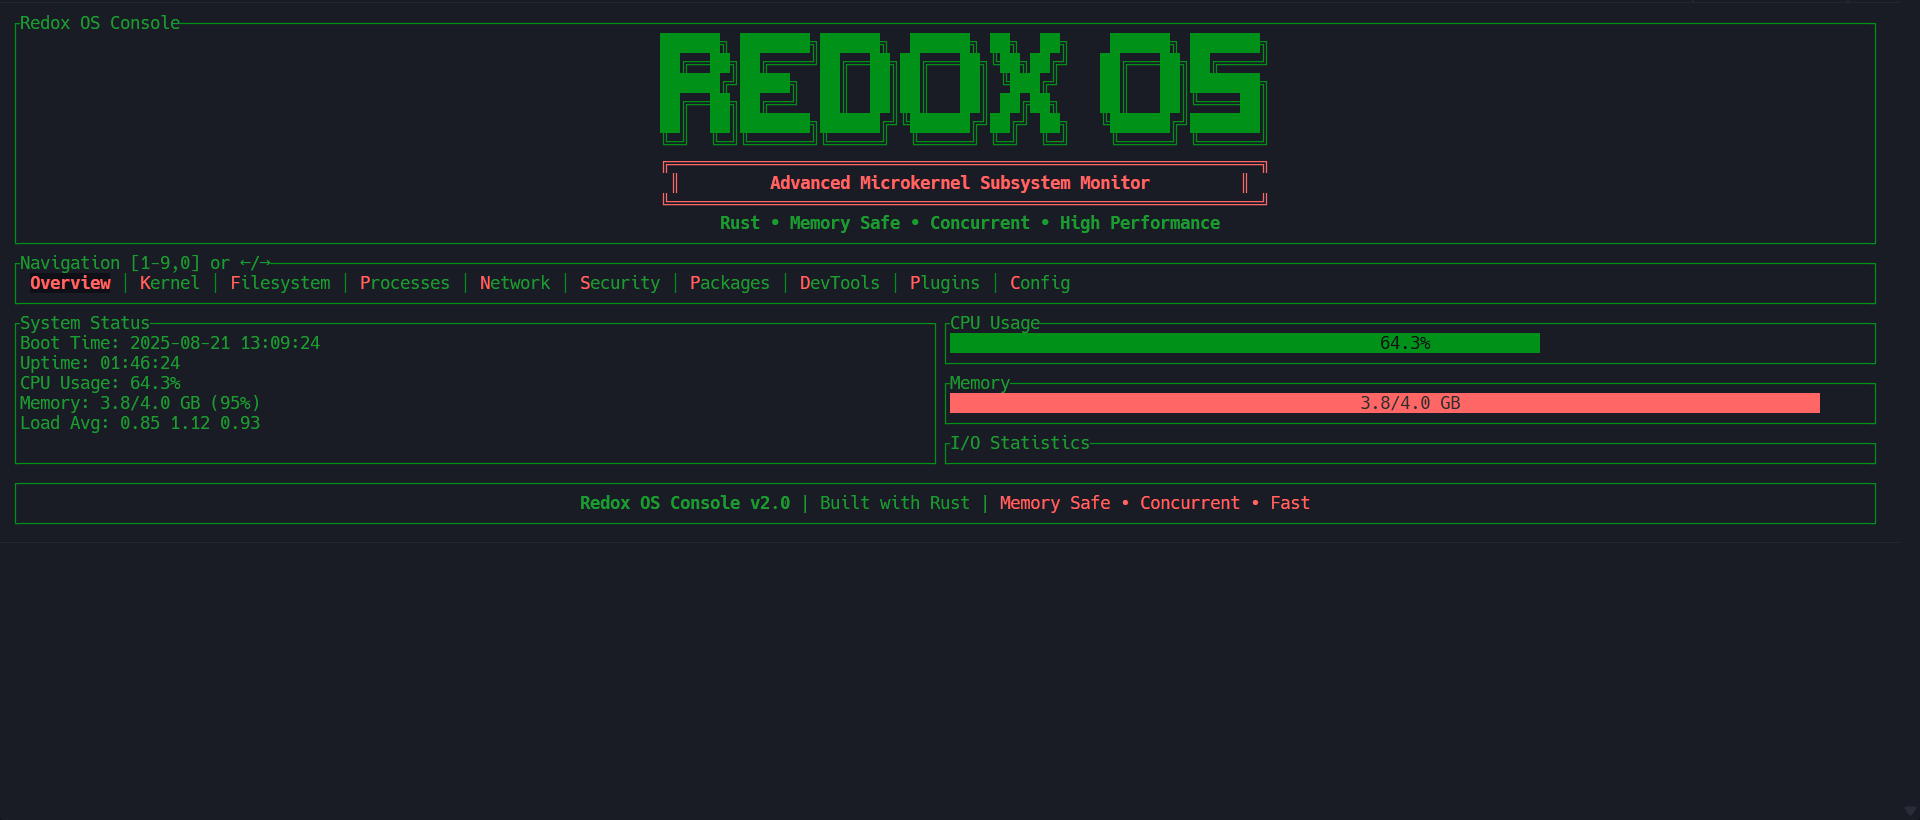 Redox OS Console
REDOX OS
Advanced Microkernel Subsystem Monitor
Rust • Memory Safe • Concurrent • High Performance
Navigation [1-9,0] or ←/→
Overview │ Kernel │ Filesystem │ Processes │ Network │ Security │ Packages │ DevTools │ Plugins │ Config
System Status
Boot Time: 2025-08-21 13:09:24
Uptime: 01:46:24
CPU Usage: 64.3%
Memory: 3.8/4.0 GB (95%)
Load Avg: 0.85 1.12 0.93
CPU Usage
64.3%
Memory
3.8/4.0 GB
I/O Statistics
Redox OS Console v2.0 | Built with Rust | Memory Safe • Concurrent • Fast